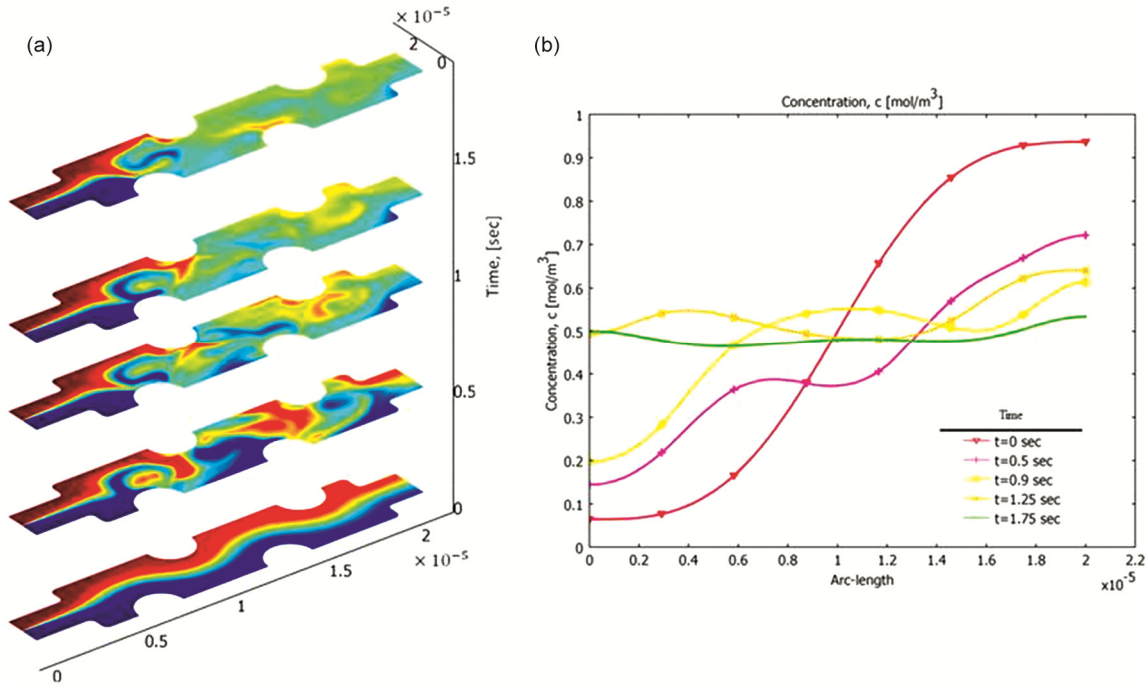 (a)
× 10⁻⁵
2
0
1.5
1
0.5
0
Time, [sec]
2
× 10⁻⁵
1.5
1
0.5
0
(b)
Concentration, c [mol/m³]
1
0.9
0.8
0.7
0.6
0.5
0.4
0.3
0.2
0.1
0
Concentration, c [mol/m³]
0 0.2 0.4 0.6 0.8 1 1.2 1.4 1.6 1.8 2 2.2
×10⁻⁵
Arc-length
Time
t=0 sec
t=0.5 sec
t=0.9 sec
t=1.25 sec
t=1.75 sec